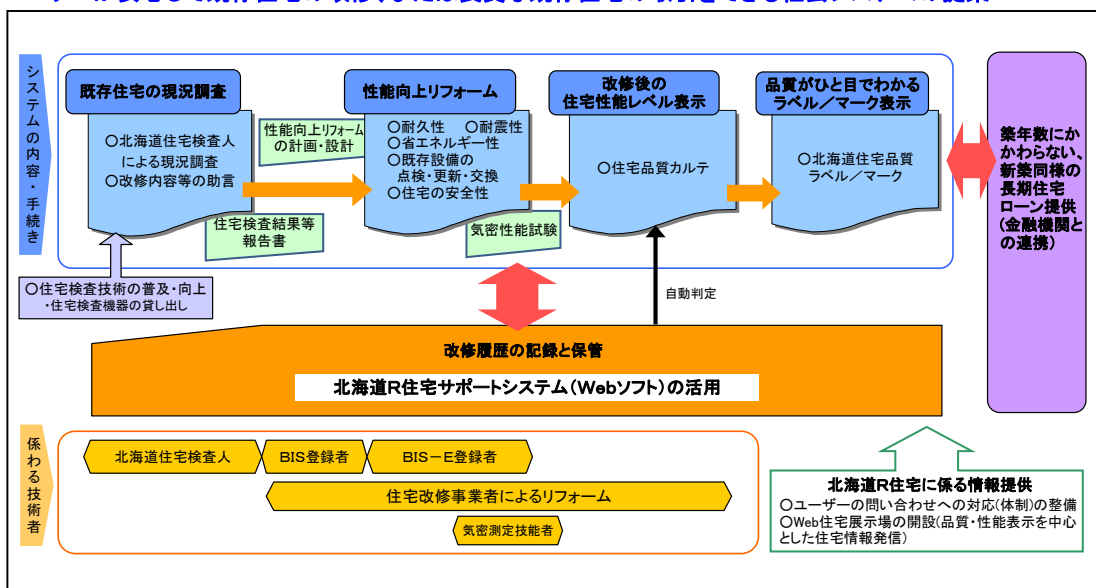 システムの内容・手続き
既存住宅の現況調査
〇北海道住宅検査人
による現況調査
〇改修内容等の助言
性能向上リフォーム
の計画・設計
住宅検査結果等
報告書
性能向上リフォーム
〇耐久性 〇耐震性
〇省エネルギー性
〇既存設備の
点検・更新・交換
〇住宅の安全性
気密性能試験
改修後の
住宅性能レベル表示
〇住宅品質カルテ
品質がひと目でわかる
ラベル/マーク表示
〇北海道住宅品質
ラベル/マーク
築年数にか
かわらない、
新築同様の
長期住宅
ローン提供
(金融機関と
の連携)
〇住宅検査技術の普及・向上
・住宅検査機器の貸し出し
自動判定
改修履歴の記録と保管
北海道R住宅サポートシステム(Webソフト)の活用
係わる技術者
北海道住宅検査人
BIS登録者
BIS-E登録者
住宅改修事業者によるリフォーム
気密測定技能者
北海道R住宅に係る情報提供
〇ユーザーの問い合わせへの対応(体制)の整備
〇Web住宅展示場の開設(品質・性能表示を中心
とした住宅情報発信)